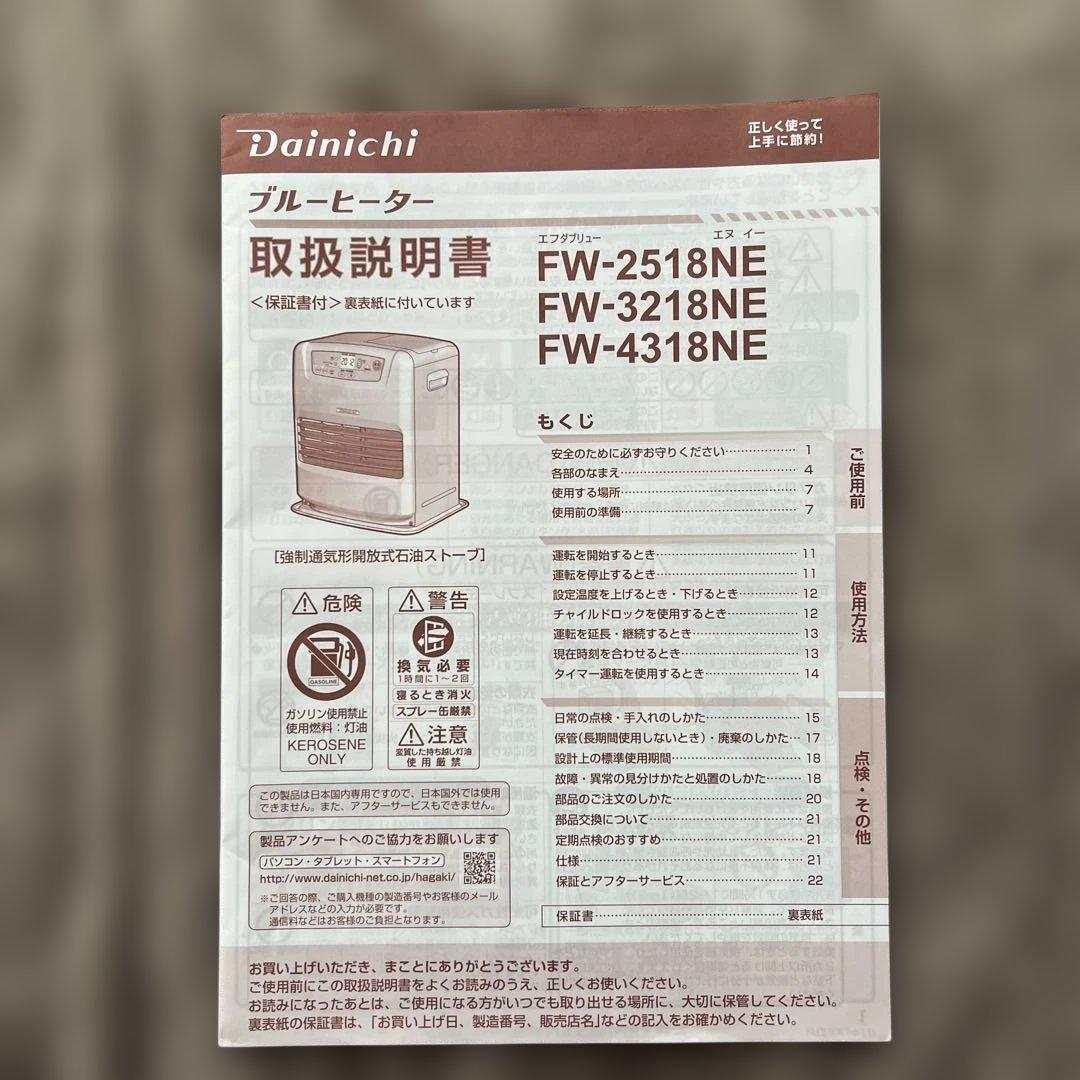 Dainichi
正しく使って
上手に節約!
ブルーヒーター
取扱説明書
＜保証書付＞裏表紙に付いています
エフダブリュー エヌ イー
FW-2518NE
FW-3218NE
FW-4318NE
[強制通気形開放式石油ストーブ]
危険
GASOLINE
ガソリン使用禁止
使用燃料：灯油
KEROSENE
ONLY
警告
換気必要
1時間に1～2回
寝るとき消火
スプレー缶厳禁
注意
変質した持ち越し灯油
使用厳禁
この製品は日本国内専用ですので、日本国外では使用
できません。また、アフターサービスもできません。
製品アンケートへのご協力をお願いします
パソコン・タブレット・スマートフォン
http://www.dainichi-net.co.jp/hagaki/
※ご回答の際、ご購入機種の製造番号やお客様のメール
アドレスなどの入力が必要です。
通信料などはお客様のご負担となります。
もくじ
ご使用前
安全のために必ずお守りください……………… 1
各部のなまえ……………… 4
使用する場所……………… 7
使用前の準備……………… 7
使用方法
運転を開始するとき……………… 11
運転を停止するとき……………… 11
設定温度を上げるとき・下げるとき……………… 12
チャイルドロックを使用するとき……………… 12
運転を延長・継続するとき……………… 13
現在時刻を合わせるとき……………… 13
タイマー運転を使用するとき……………… 14
点検・その他
日常の点検・手入れのしかた……………… 15
保管(長期間使用しないとき)・廃棄のしかた… 17
設計上の標準使用期間……………… 18
故障・異常の見分けかたと処置のしかた……… 18
部品のご注文のしかた……………… 20
部品交換について……………… 21
定期点検のおすすめ……………… 21
仕様……………… 21
保証とアフターサービス……………… 22
保証書……………… 裏表紙
お買い上げいただき、まことにありがとうございます。
ご使用前にこの取扱説明書をよくお読みのうえ、正しくお使いください。
お読みになったあとは、ご使用になる方がいつでも取り出せる場所に、大切に保管してください。
裏表紙の保証書は、「お買い上げ日、製造番号、販売店名」などの記入をお確かめください。